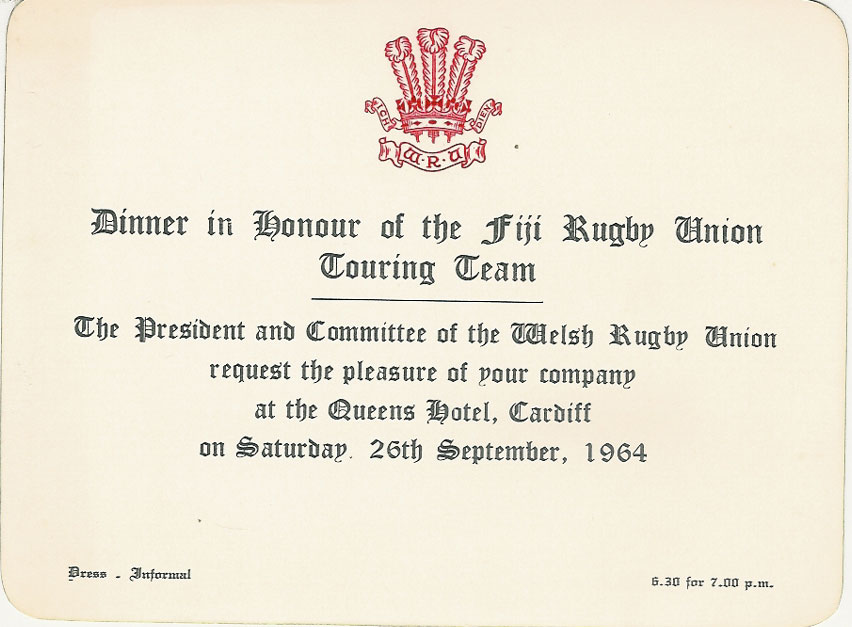 ICH DIEN
W·R·U
Dinner in Honour of the Fiji Rugby Union
Touring Team
The President and Committee of the Welsh Rugby Union
request the pleasure of your company
at the Queens Hotel, Cardiff
on Saturday. 26th September, 1964
Press - Informal
6.30 for 7.00 p.m.